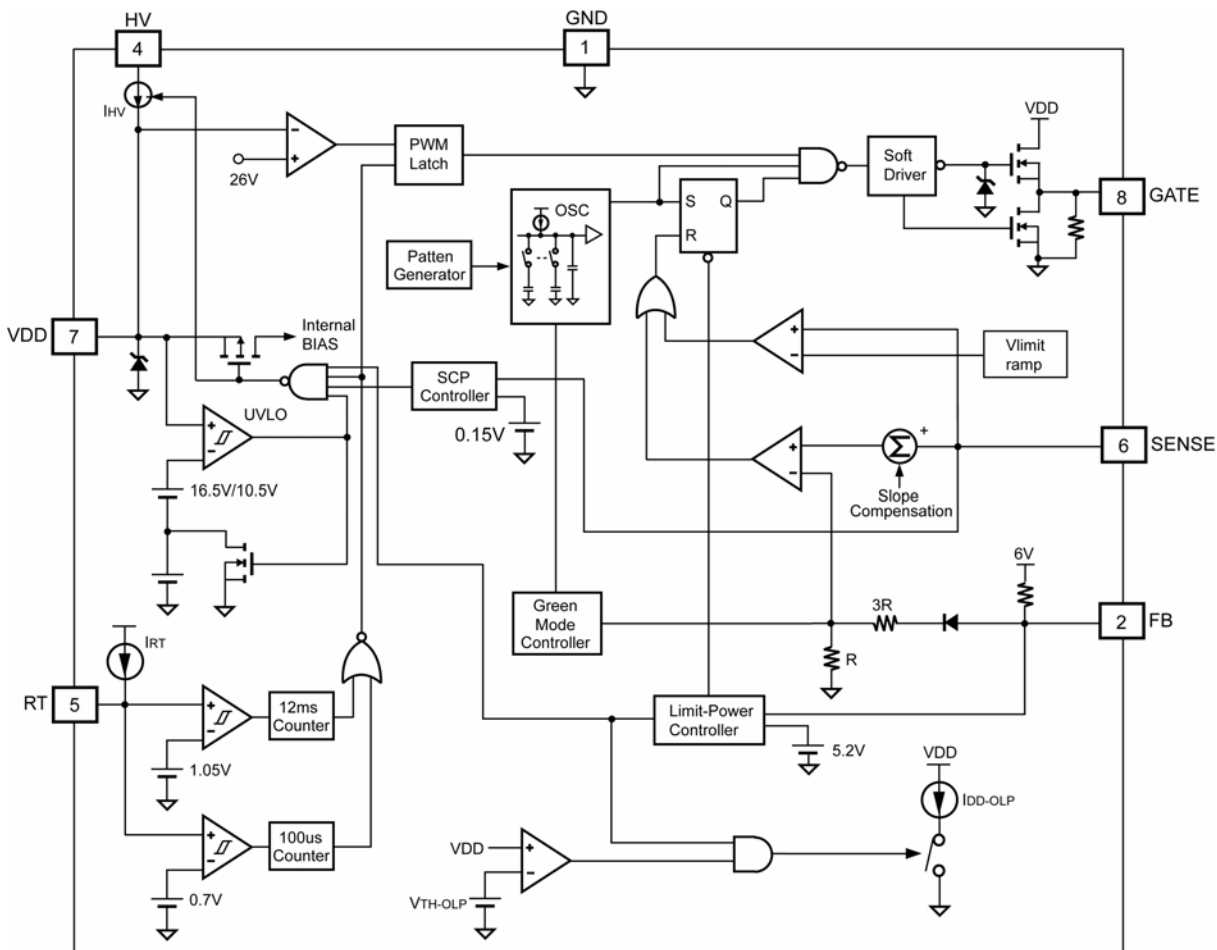 HV
4
GND
1
IHV
26V
PWM
Latch
VDD
Soft
Driver
8
GATE
OSC
S
Q
R
Patten
Generator
VDD
7
Internal
BIAS
Vlimit
ramp
SCP
Controller
UVLO
0.15V
+
-
+
-
+
-
Σ
+
6
SENSE
16.5V/10.5V
Slope
Compensation
6V
Green
Mode
Controller
3R
2
FB
R
IRT
RT
5
12ms
Counter
Limit-Power
Controller
5.2V
1.05V
VDD
IDD-OLP
100us
Counter
VDD
0.7V
VTH-OLP